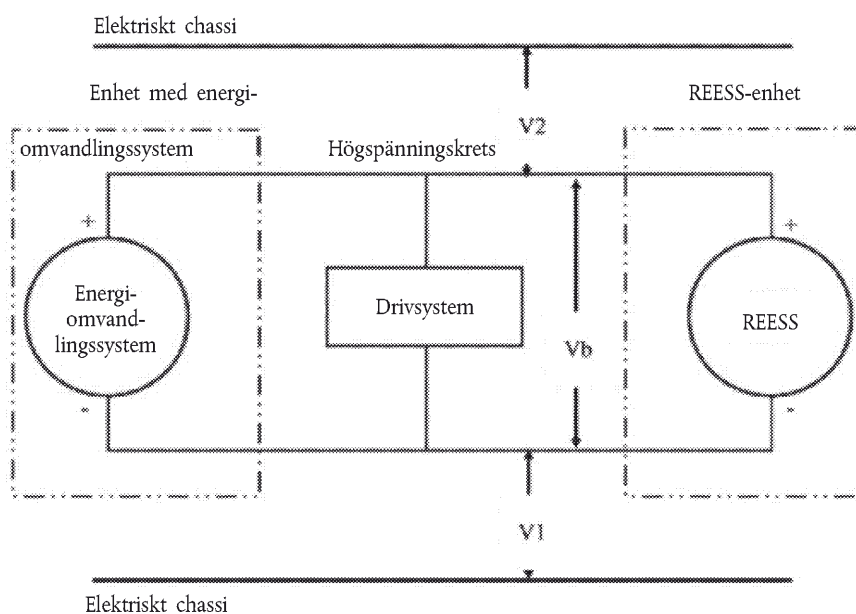 Elektriskt chassi
Enhet med energi-
REESS-enhet
V2
omvandlingssystem
Högspänningskrets
+
+
Energi-
omvand-
lingssystem
Drivsystem
Vb
REESS
-
-
V1
Elektriskt chassi